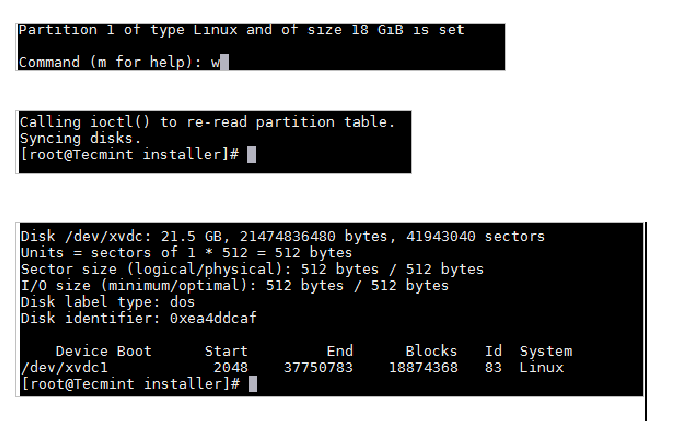 Partition 1 of type Linux and of size 18 GiB is set
Command (m for help): w
Calling ioctl() to re-read partition table.
Syncing disks.
[root@Tecmint installer]#
Disk /dev/xvdc: 21.5 GB, 21474836480 bytes, 41943040 sectors
Units = sectors of 1 * 512 = 512 bytes
Sector size (logical/physical): 512 bytes / 512 bytes
I/O size (minimum/optimal): 512 bytes / 512 bytes
Disk label type: dos
Disk identifier: 0xea4ddcaf
Device Boot Start End Blocks Id System
/dev/xvdc1 2048 37750783 18874368 83 Linux
[root@Tecmint installer]#